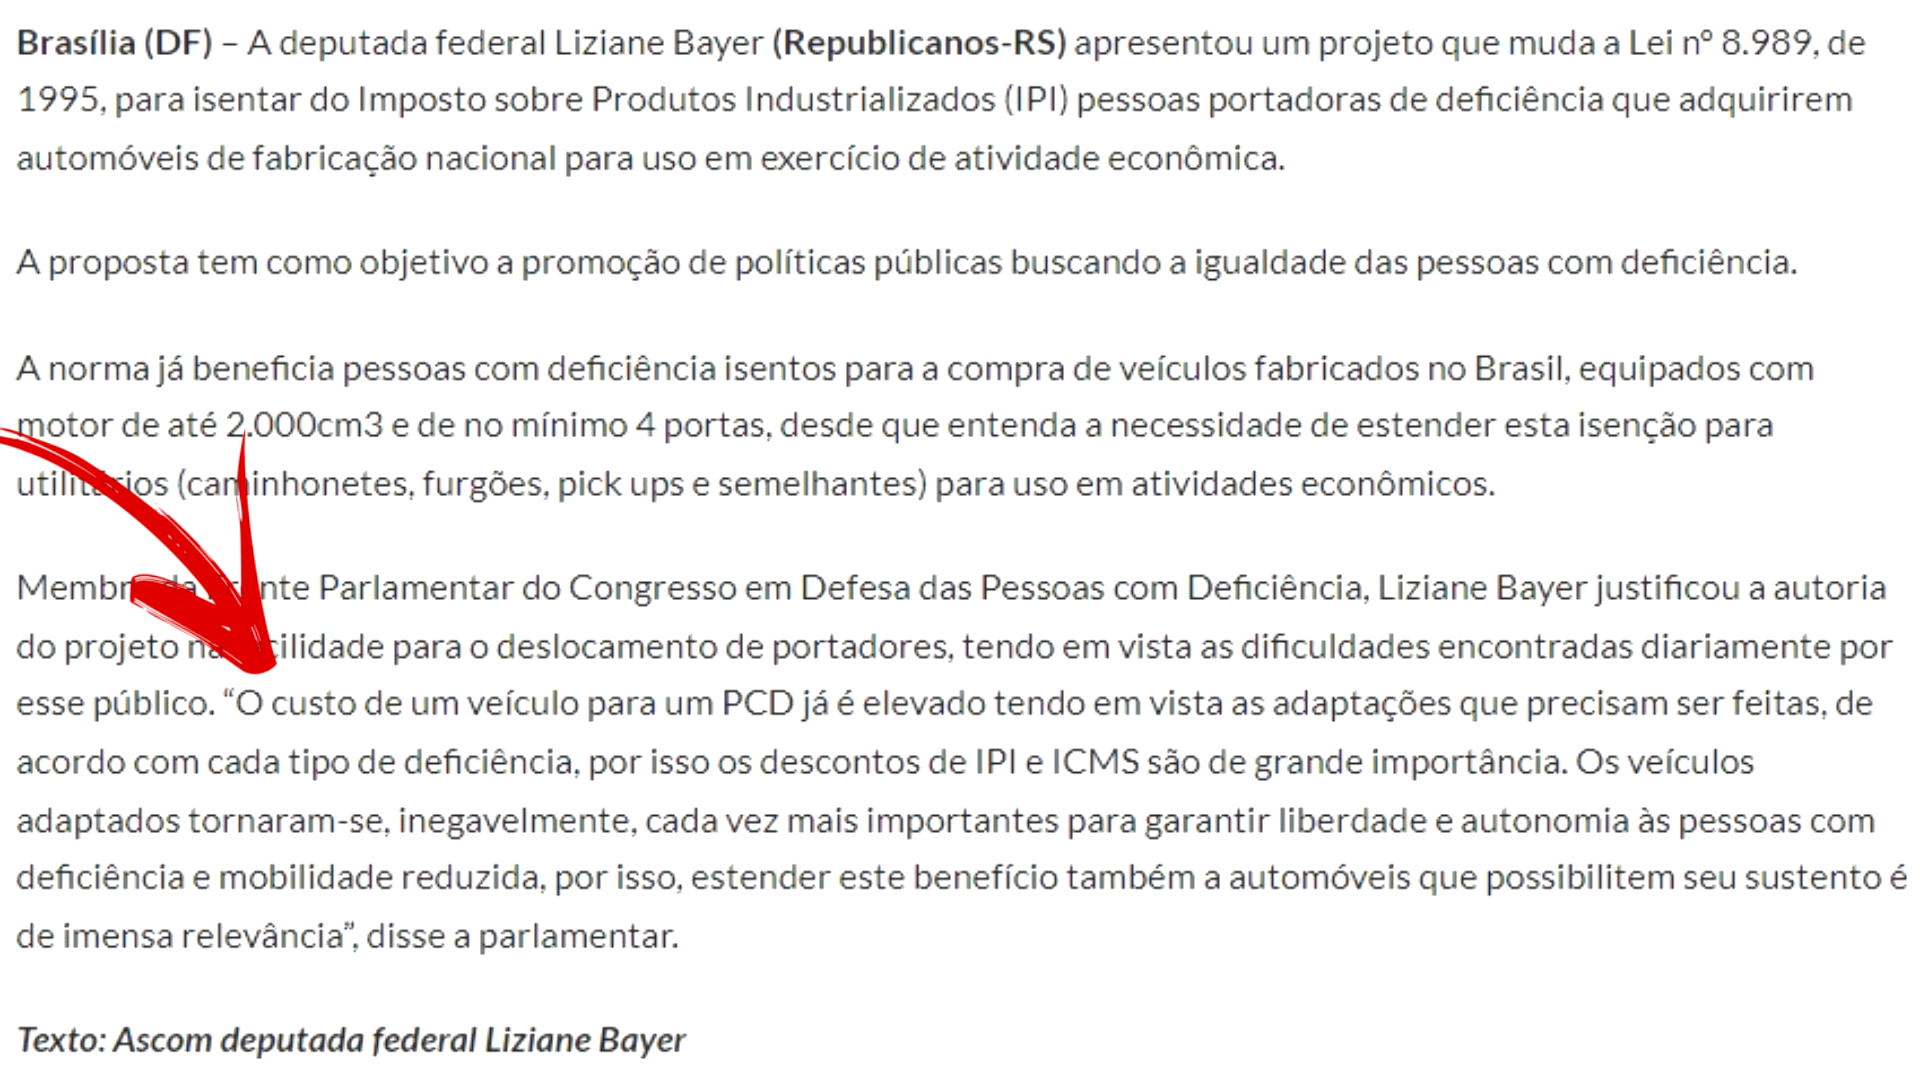 Brasília (DF) – A deputada federal Liziane Bayer (Republicanos-RS) apresentou um projeto que muda a Lei nº 8.989, de
1995, para isentar do Imposto sobre Produtos Industrializados (IPI) pessoas portadoras de deficiência que adquirirem
automóveis de fabricação nacional para uso em exercício de atividade econômica.
A proposta tem como objetivo a promoção de políticas públicas buscando a igualdade das pessoas com deficiência.
A norma já beneficia pessoas com deficiência isentos para a compra de veículos fabricados no Brasil, equipados com
motor de até 2.000cm3 e de no mínimo 4 portas, desde que entenda a necessidade de estender esta isenção para
utilitários (caminhonetes, furgões, pick ups e semelhantes) para uso em atividades econômicos.
Membro da Parlamentar do Congresso em Defesa das Pessoas com Deficiência, Liziane Bayer justificou a autoria
do projeto para o deslocamento de portadores, tendo em vista as dificuldades encontradas diariamente por
esse público. “O custo de um veículo para um PCD já é elevado tendo em vista as adaptações que precisam ser feitas, de
acordo com cada tipo de deficiência, por isso os descontos de IPI e ICMS são de grande importância. Os veículos
adaptados tornaram-se, inegavelmente, cada vez mais importantes para garantir liberdade e autonomia às pessoas com
deficiência e mobilidade reduzida, por isso, estender este benefício também a automóveis que possibilitem seu sustento é
de imensa relevância”, disse a parlamentar.
Texto: Ascom deputada federal Liziane Bayer